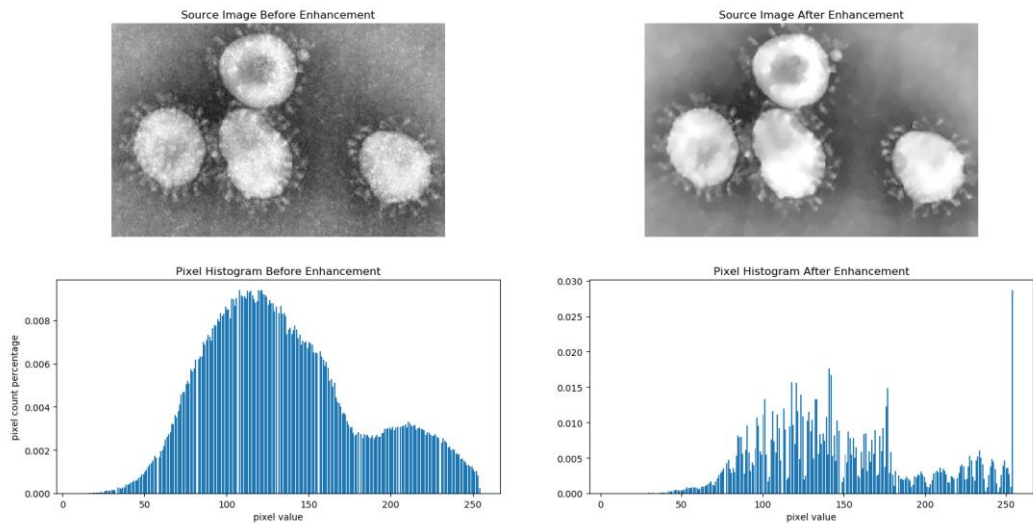 Source Image Before Enhancement
Source Image After Enhancement
Pixel Histogram Before Enhancement
pixel count percentage
0.008
0.006
0.004
0.002
0.000
0 50 100 150 200 250
pixel value
Pixel Histogram After Enhancement
0.030
0.025
0.020
0.015
0.010
0.005
0.000
0 50 100 150 200 250
pixel value